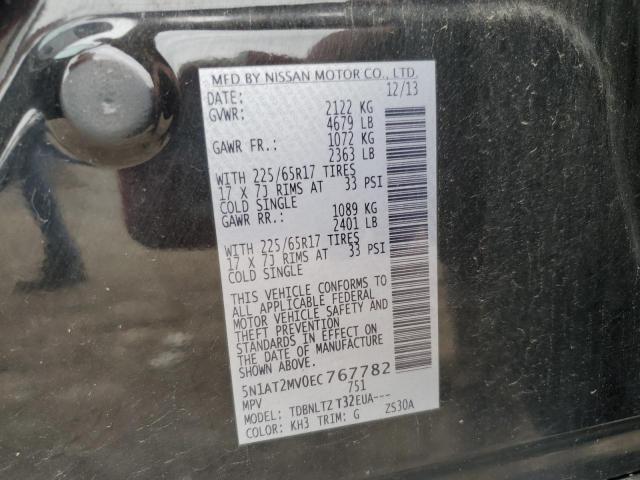 MFD BY NISSAN MOTOR CO., LTD.
DATE: 12/13
GVWR: 2122 KG
4679 LB
GAWR FR.: 1072 KG
2363 LB
WITH 225/65R17 TIRES
17 X 7J RIMS AT 33 PSI
COLD SINGLE
GAWR RR.: 1089 KG
2401 LB
WITH 225/65R17 TIRES
17 X 7J RIMS AT 33 PSI
COLD SINGLE
THIS VEHICLE CONFORMS TO
ALL APPLICABLE FEDERAL
MOTOR VEHICLE SAFETY AND
THEFT PREVENTION
STANDARDS IN EFFECT ON
THE DATE OF MANUFACTURE
SHOWN ABOVE.
5N1AT2MV0EC767782
MPV 751
MODEL: TDBNLTZ T32EUA---
COLOR: KH3 TRIM: G ZS30A